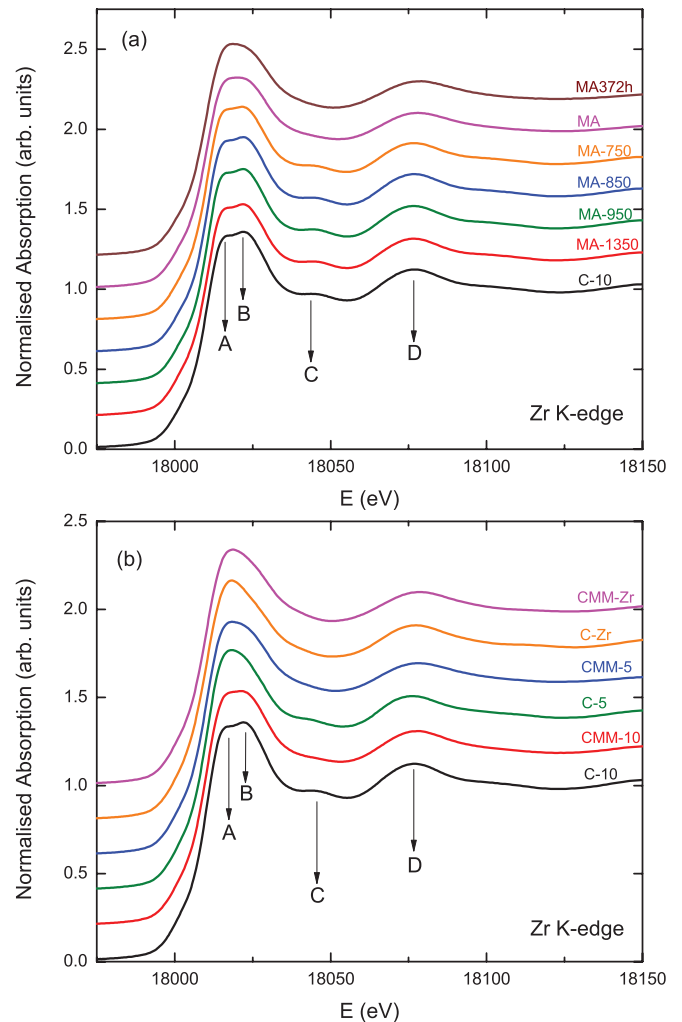 (a)
2.5
2.0
1.5
1.0
0.5
0.0
Normalised Absorption (arb. units)
MA372h
MA
MA-750
MA-850
MA-950
MA-1350
C-10
A
B
C
D
Zr K-edge
18000
18050
18100
18150
E (eV)
(b)
2.5
2.0
1.5
1.0
0.5
0.0
Normalised Absorption (arb. units)
CMM-Zr
C-Zr
CMM-5
C-5
CMM-10
C-10
A
B
C
D
Zr K-edge
18000
18050
18100
18150
E (eV)